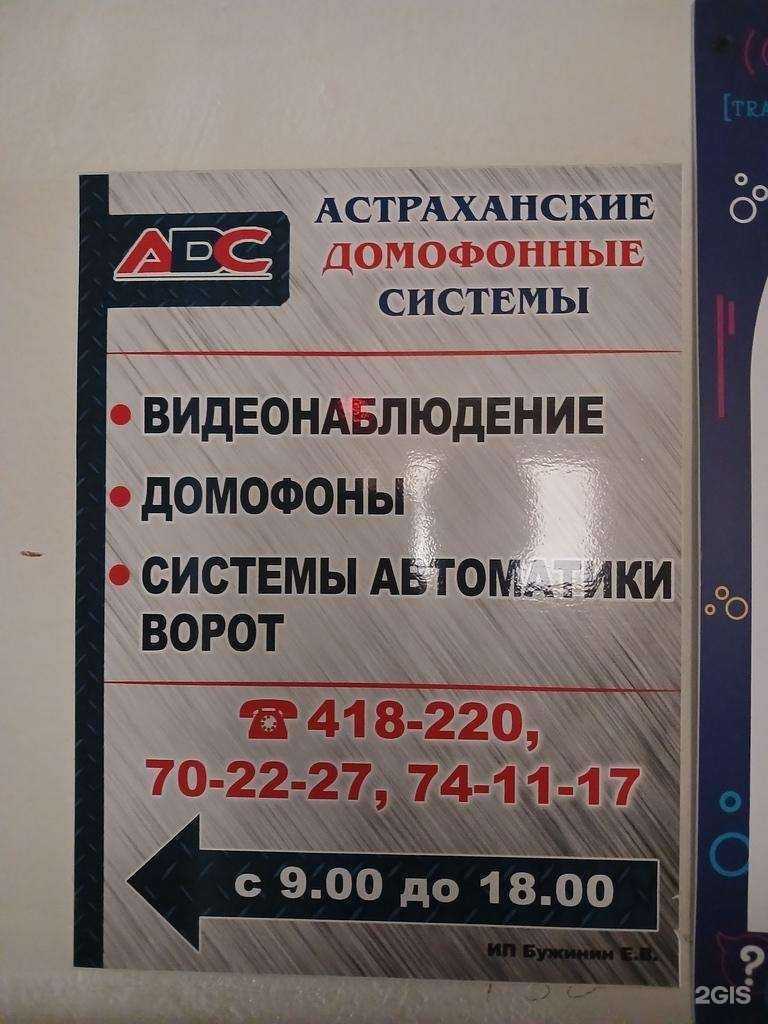 АДС
АСТРАХАНСКИЕ
ДОМОФОННЫЕ
СИСТЕМЫ
• ВИДЕОНАБЛЮДЕНИЕ
• ДОМОФОНЫ
• СИСТЕМЫ АВТОМАТИКИ
ВОРОТ
☎ 418-220,
70-22-27, 74-11-17
с 9.00 до 18.00
ИП Бужинин Е.В.
[TRA
?
2GIS